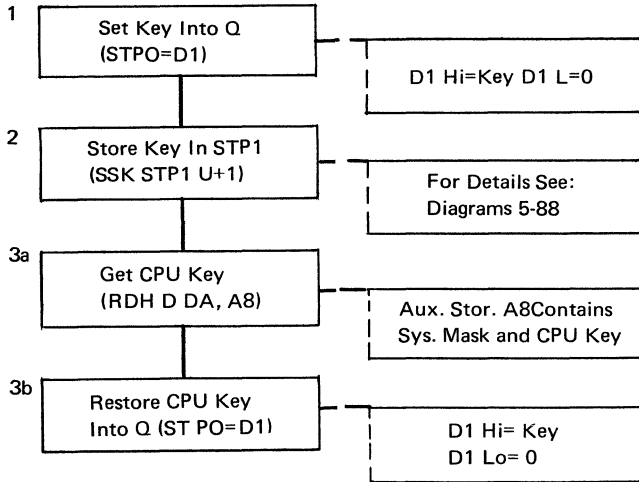 1
Set Key Into Q
(STPO=D1)
D1 Hi=Key D1 L=0
2
Store Key In STP1
(SSK STP1 U+1)
For Details See:
Diagrams 5-88
3a
Get CPU Key
(RDH D DA, A8)
Aux. Stor. A8Contains
Sys. Mask and CPU Key
3b
Restore CPU Key
Into Q (ST PO=D1)
D1 Hi= Key
D1 Lo= 0